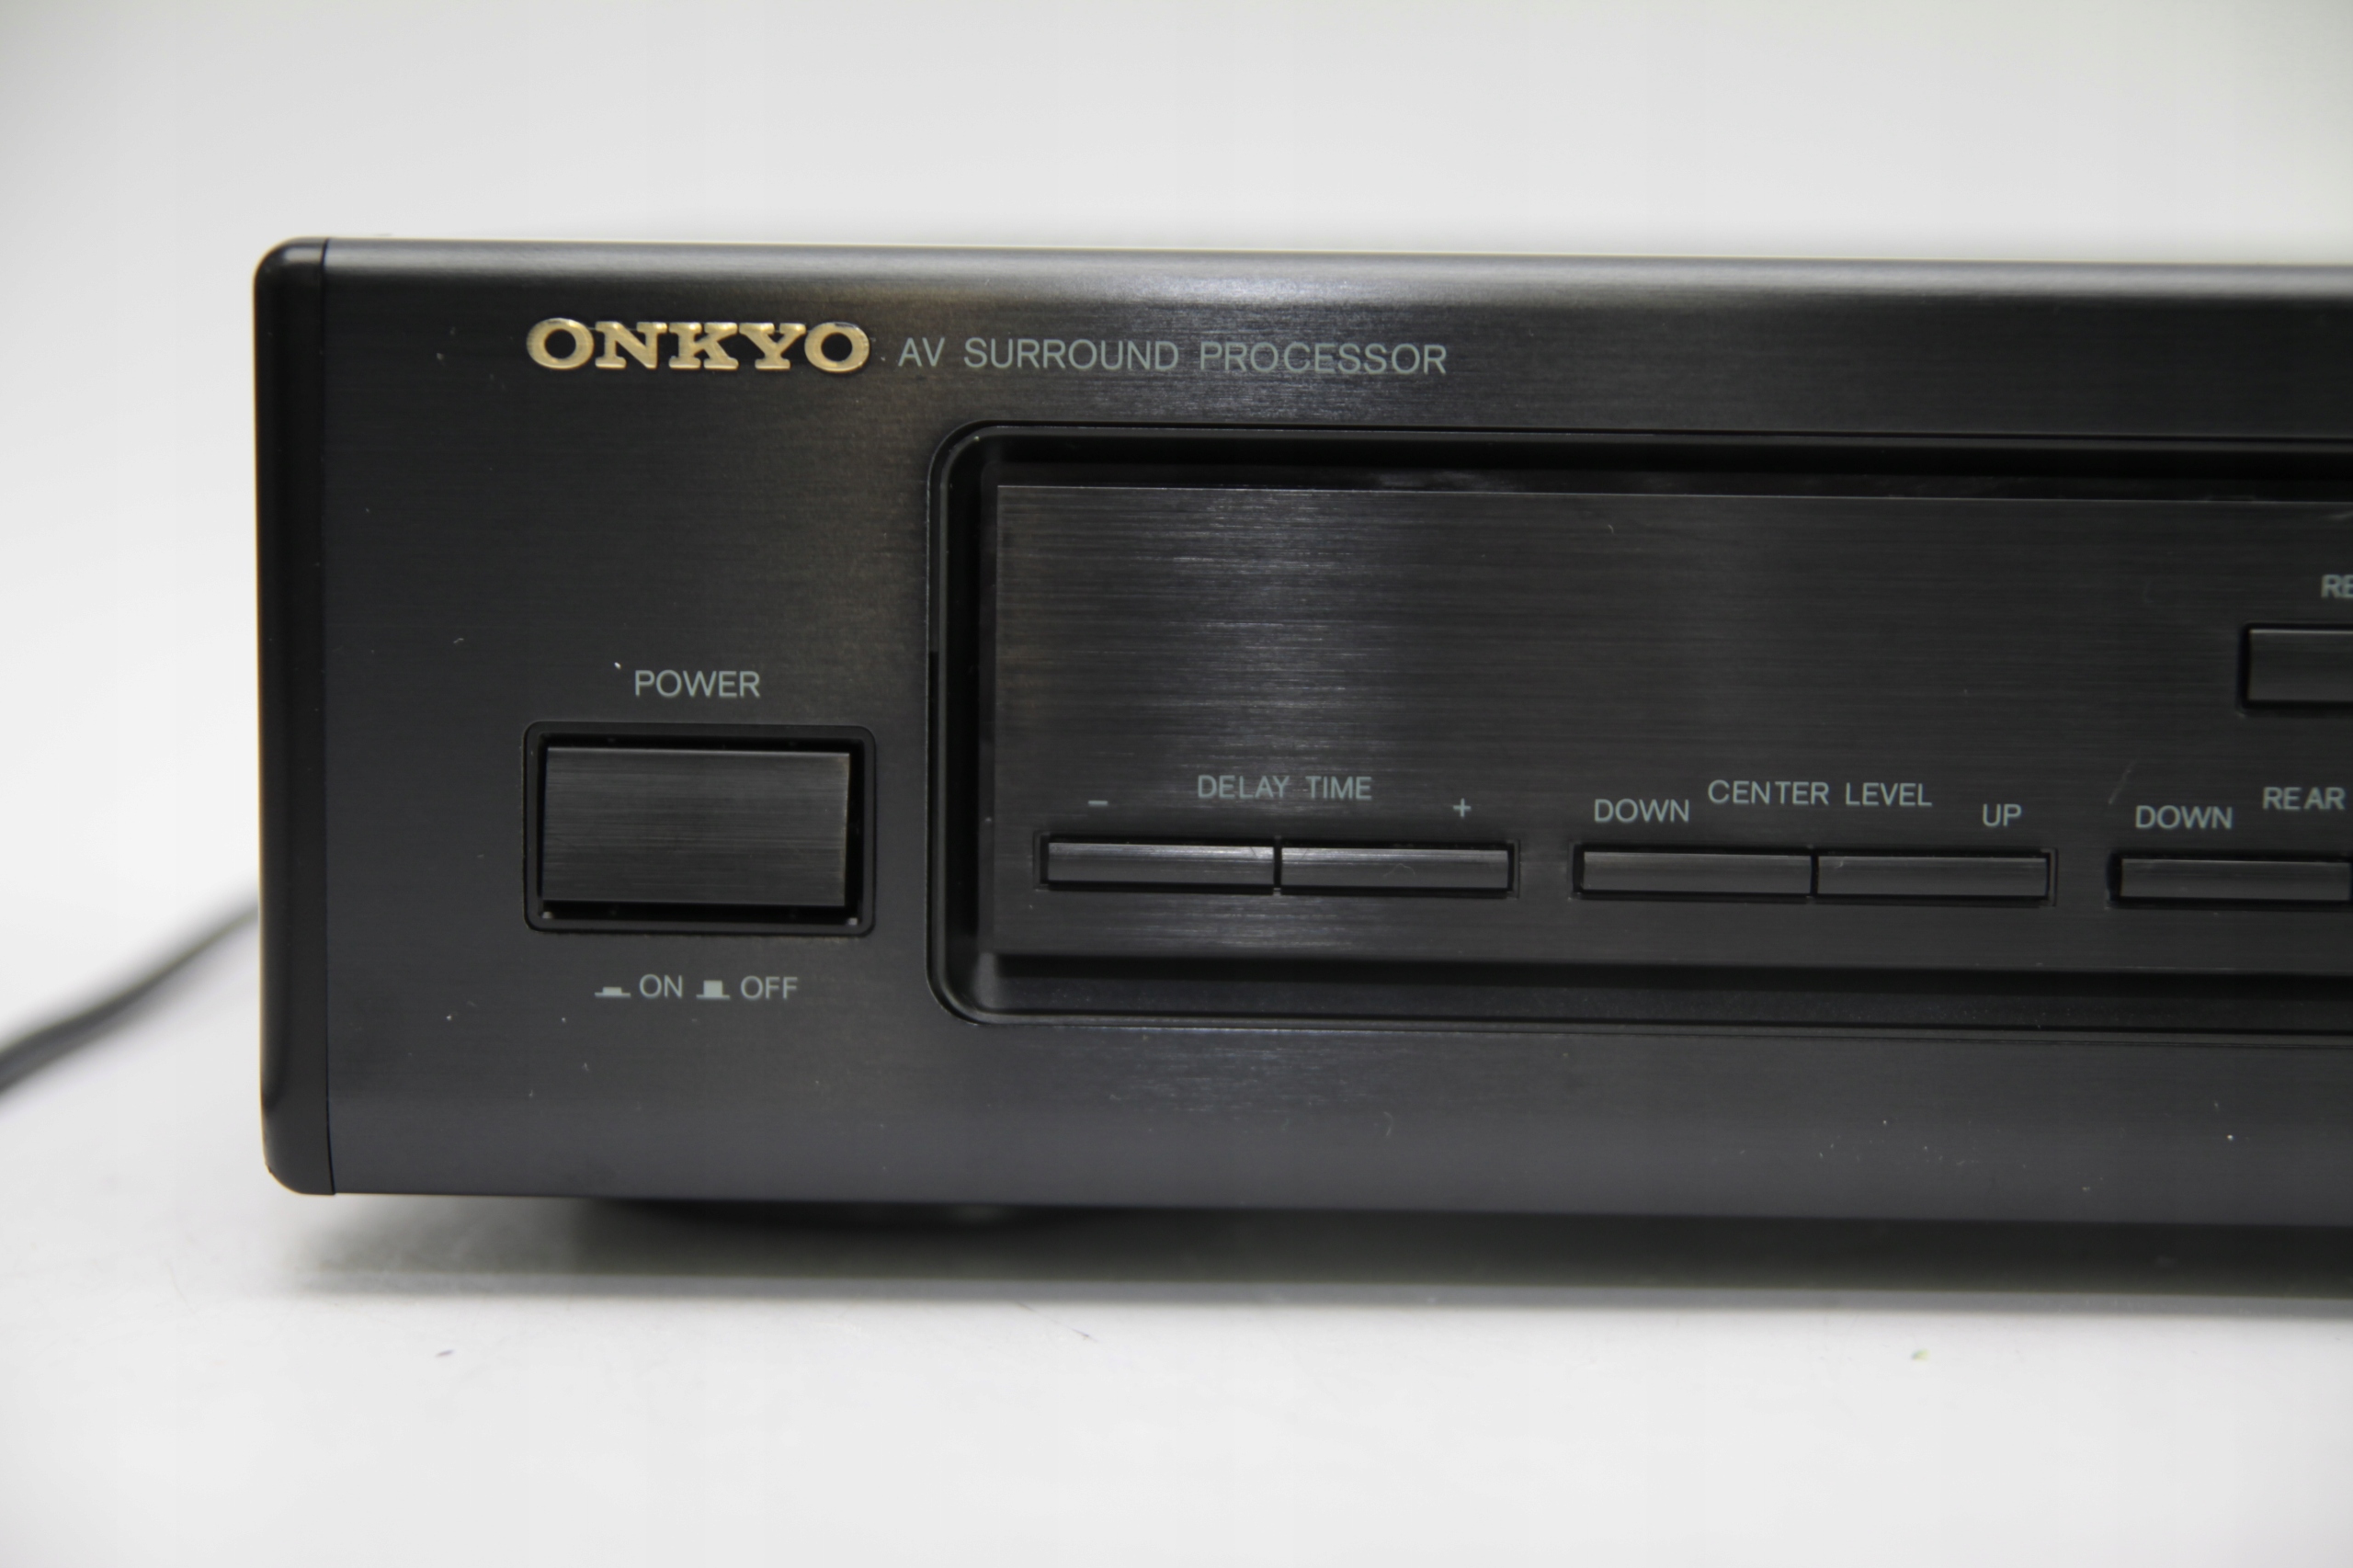 ONKYO AV SURROUND PROCESSOR
POWER
ON OFF
- DELAY TIME +
DOWN CENTER LEVEL UP
DOWN REAR